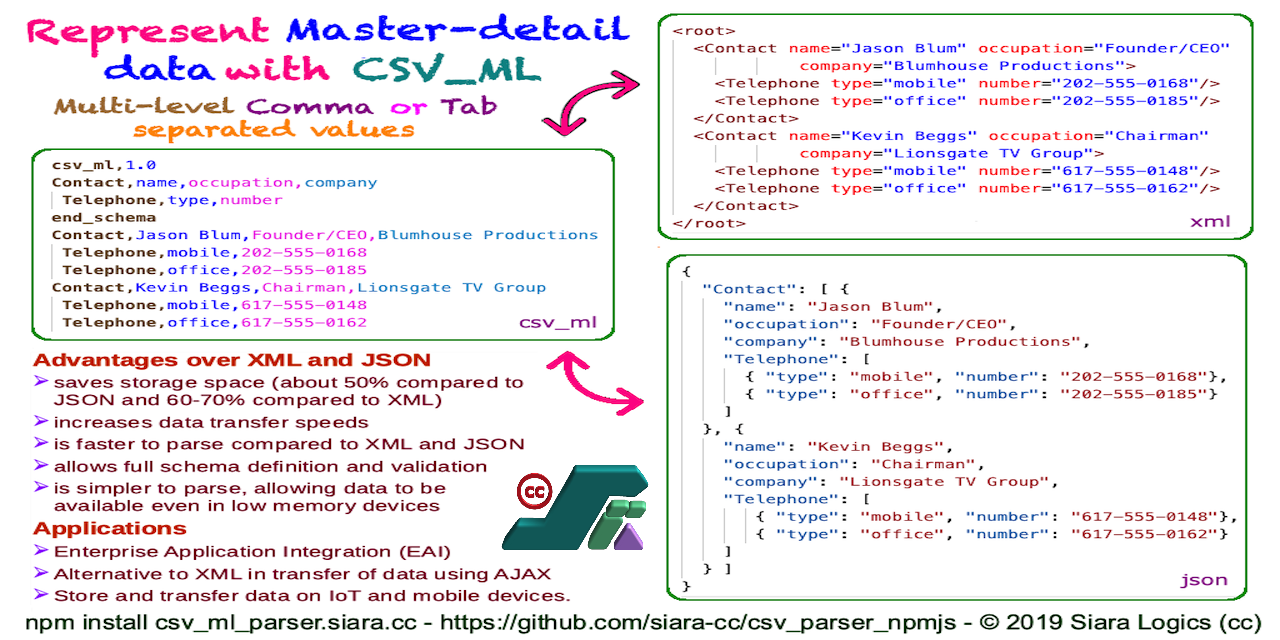 Represent Master-detail
data with CSV_ML
Multi-level Comma or Tab
separated values
csv_ml,1.0
Contact,name,occupation,company
Telephone,type,number
end_schema
Contact,Jason Blum,Founder/CEO,Blumhouse Productions
Telephone,mobile,202-555-0168
Telephone,office,202-555-0185
Contact,Kevin Beggs,Chairman,Lionsgate TV Group
Telephone,mobile,617-555-0148
Telephone,office,617-555-0162
csv_ml
Advantages over XML and JSON
➢ saves storage space (about 50% compared to
JSON and 60-70% compared to XML)
➢ increases data transfer speeds
➢ is faster to parse compared to XML and JSON
➢ allows full schema definition and validation
➢ is simpler to parse, allowing data to be
available even in low memory devices
Applications
➢ Enterprise Application Integration (EAI)
➢ Alternative to XML in transfer of data using AJAX
➢ Store and transfer data on IoT and mobile devices.
cc
<root>
<Contact name="Jason Blum" occupation="Founder/CEO"
company="Blumhouse Productions">
<Telephone type="mobile" number="202-555-0168"/>
<Telephone type="office" number="202-555-0185"/>
</Contact>
<Contact name="Kevin Beggs" occupation="Chairman"
company="Lionsgate TV Group">
<Telephone type="mobile" number="617-555-0148"/>
<Telephone type="office" number="617-555-0162"/>
</Contact>
</root>
xml
{
"Contact": [ {
"name": "Jason Blum",
"occupation": "Founder/CEO",
"company": "Blumhouse Productions",
"Telephone": [
{ "type": "mobile", "number": "202-555-0168"},
{ "type": "office", "number": "202-555-0185"}
]
}, {
"name": "Kevin Beggs",
"occupation": "Chairman",
"company": "Lionsgate TV Group",
"Telephone": [
{ "type": "mobile", "number": "617-555-0148"},
{ "type": "office", "number": "617-555-0162"}
]
} ]
}
json
npm install csv_ml_parser.siara.cc - https://github.com/siara-cc/csv_parser_npmjs - © 2019 Siara Logics (cc)